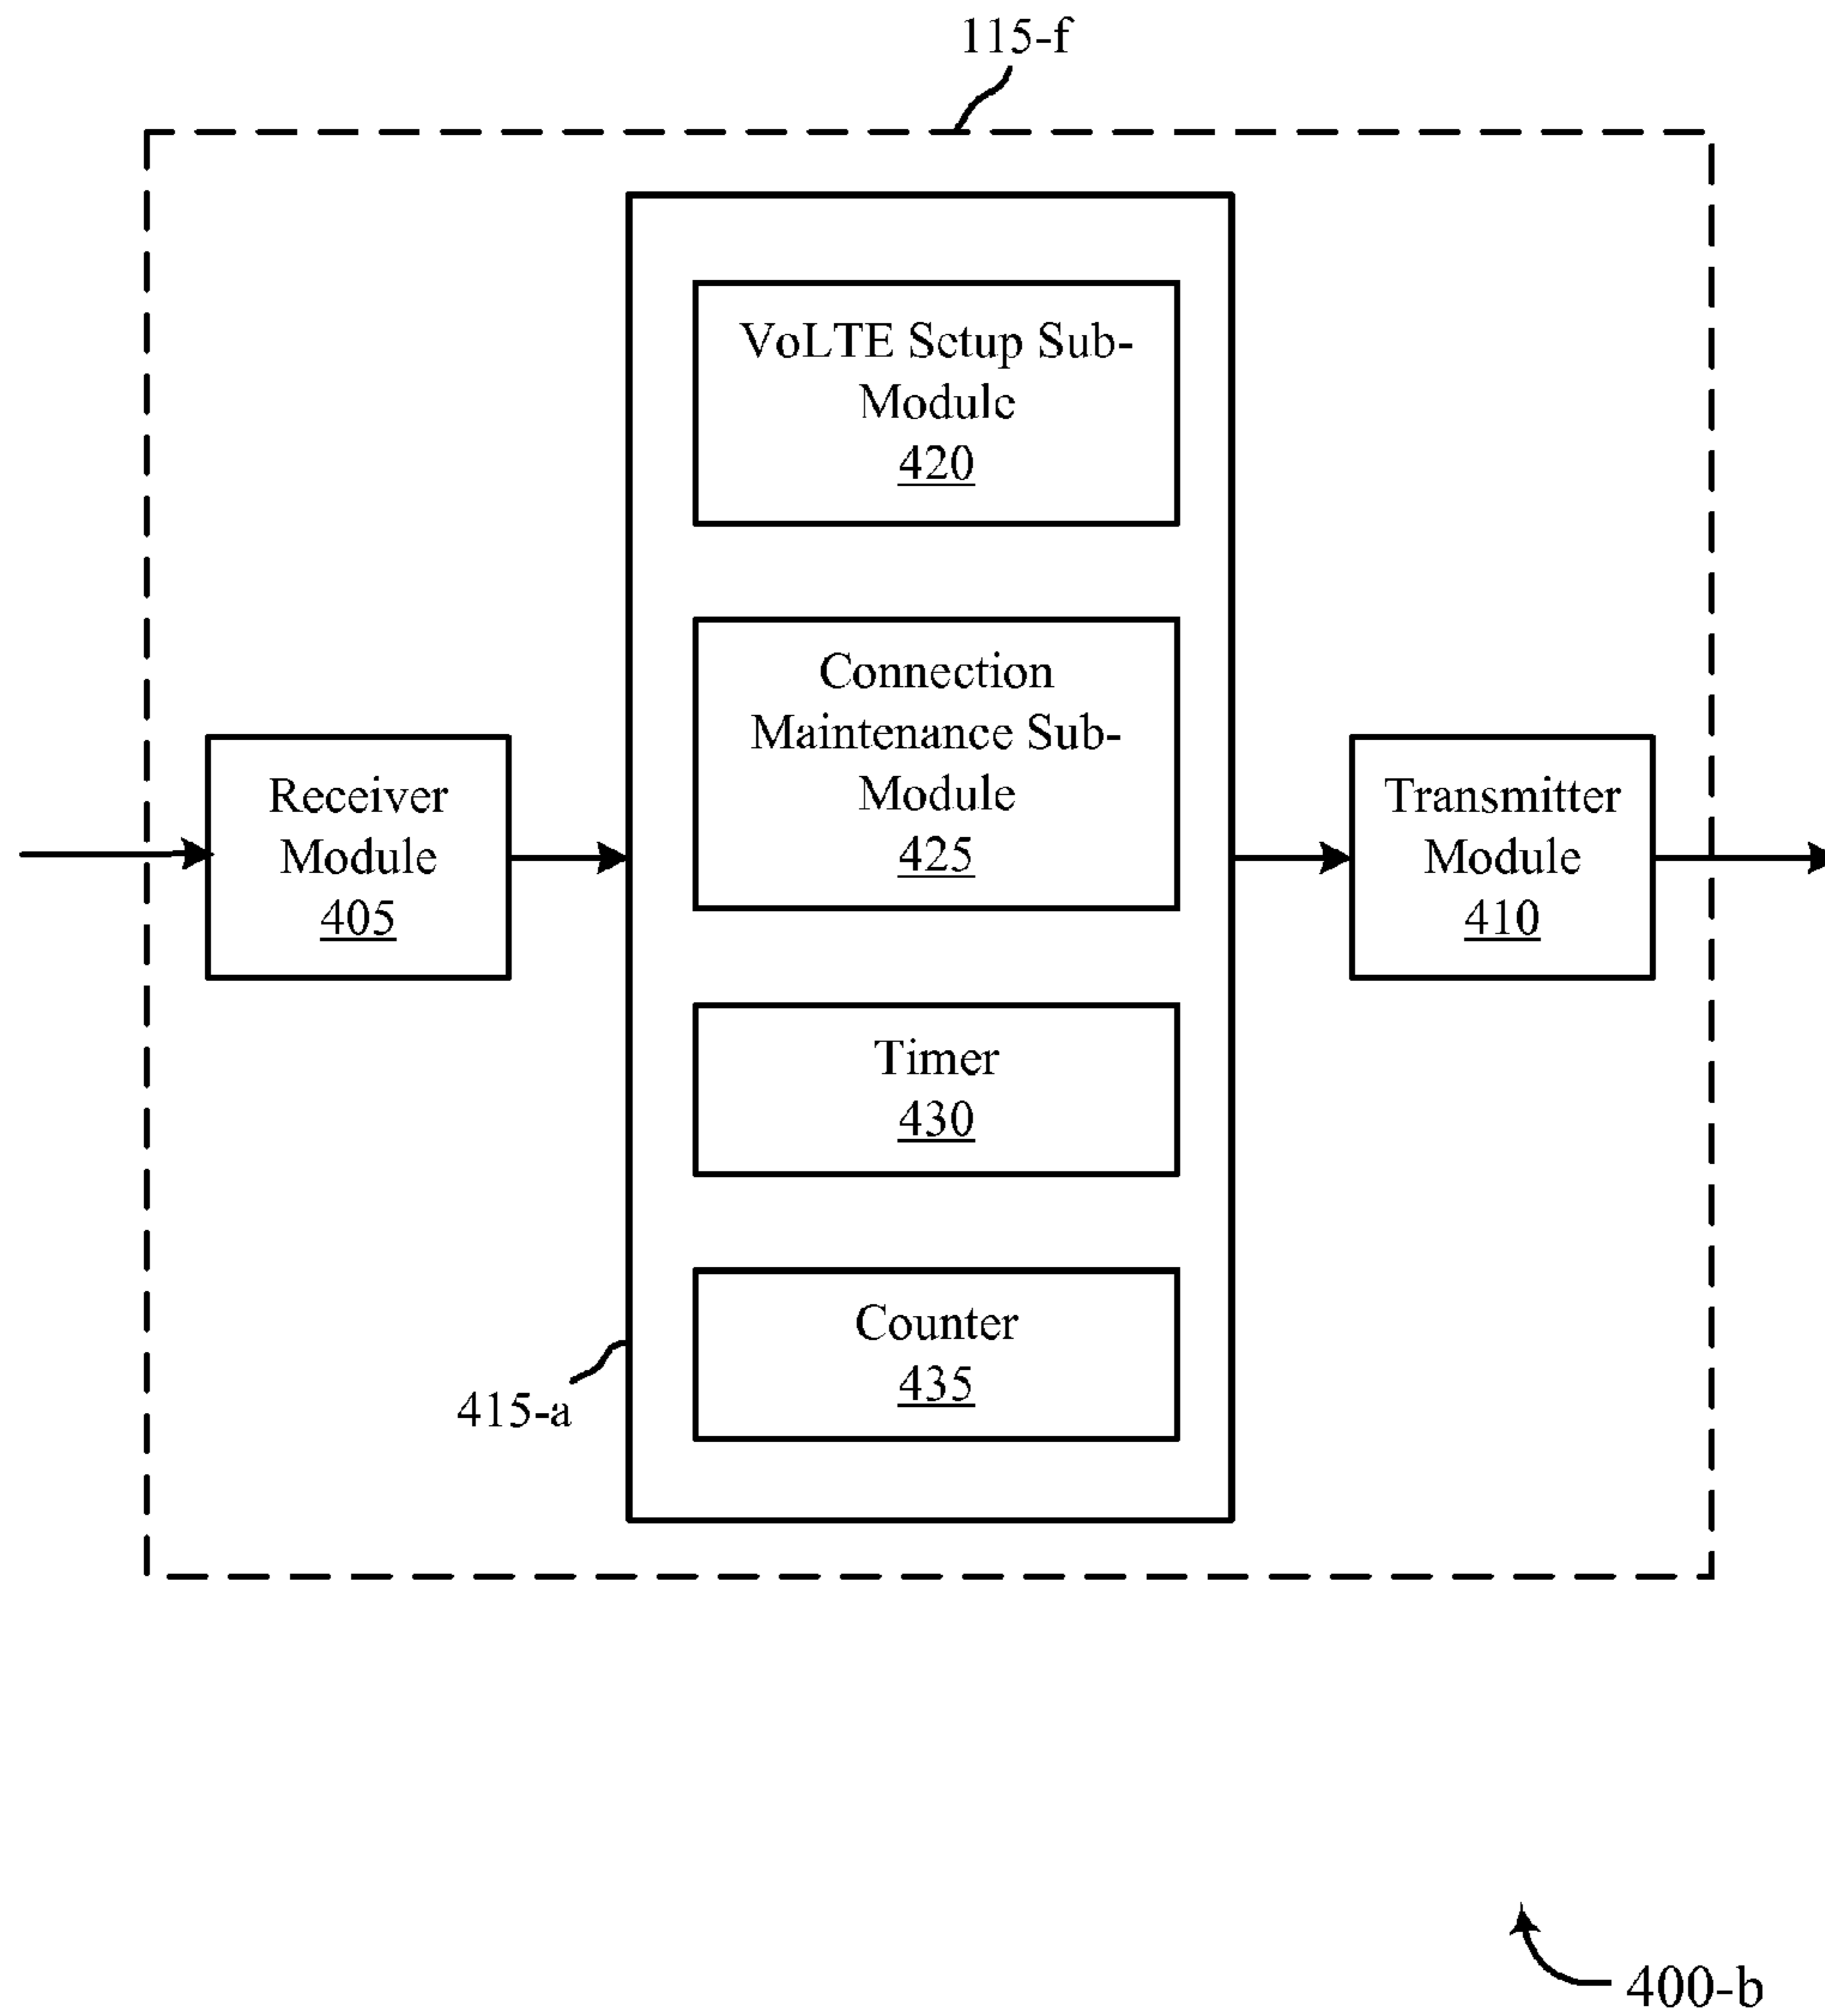 115-f
VoLTE Setup Sub-
Module
420
Connection
Maintenance Sub-
Module
425
Receiver
Module
405
Transmitter
Module
410
Timer
430
Counter
435
415-a
400-b